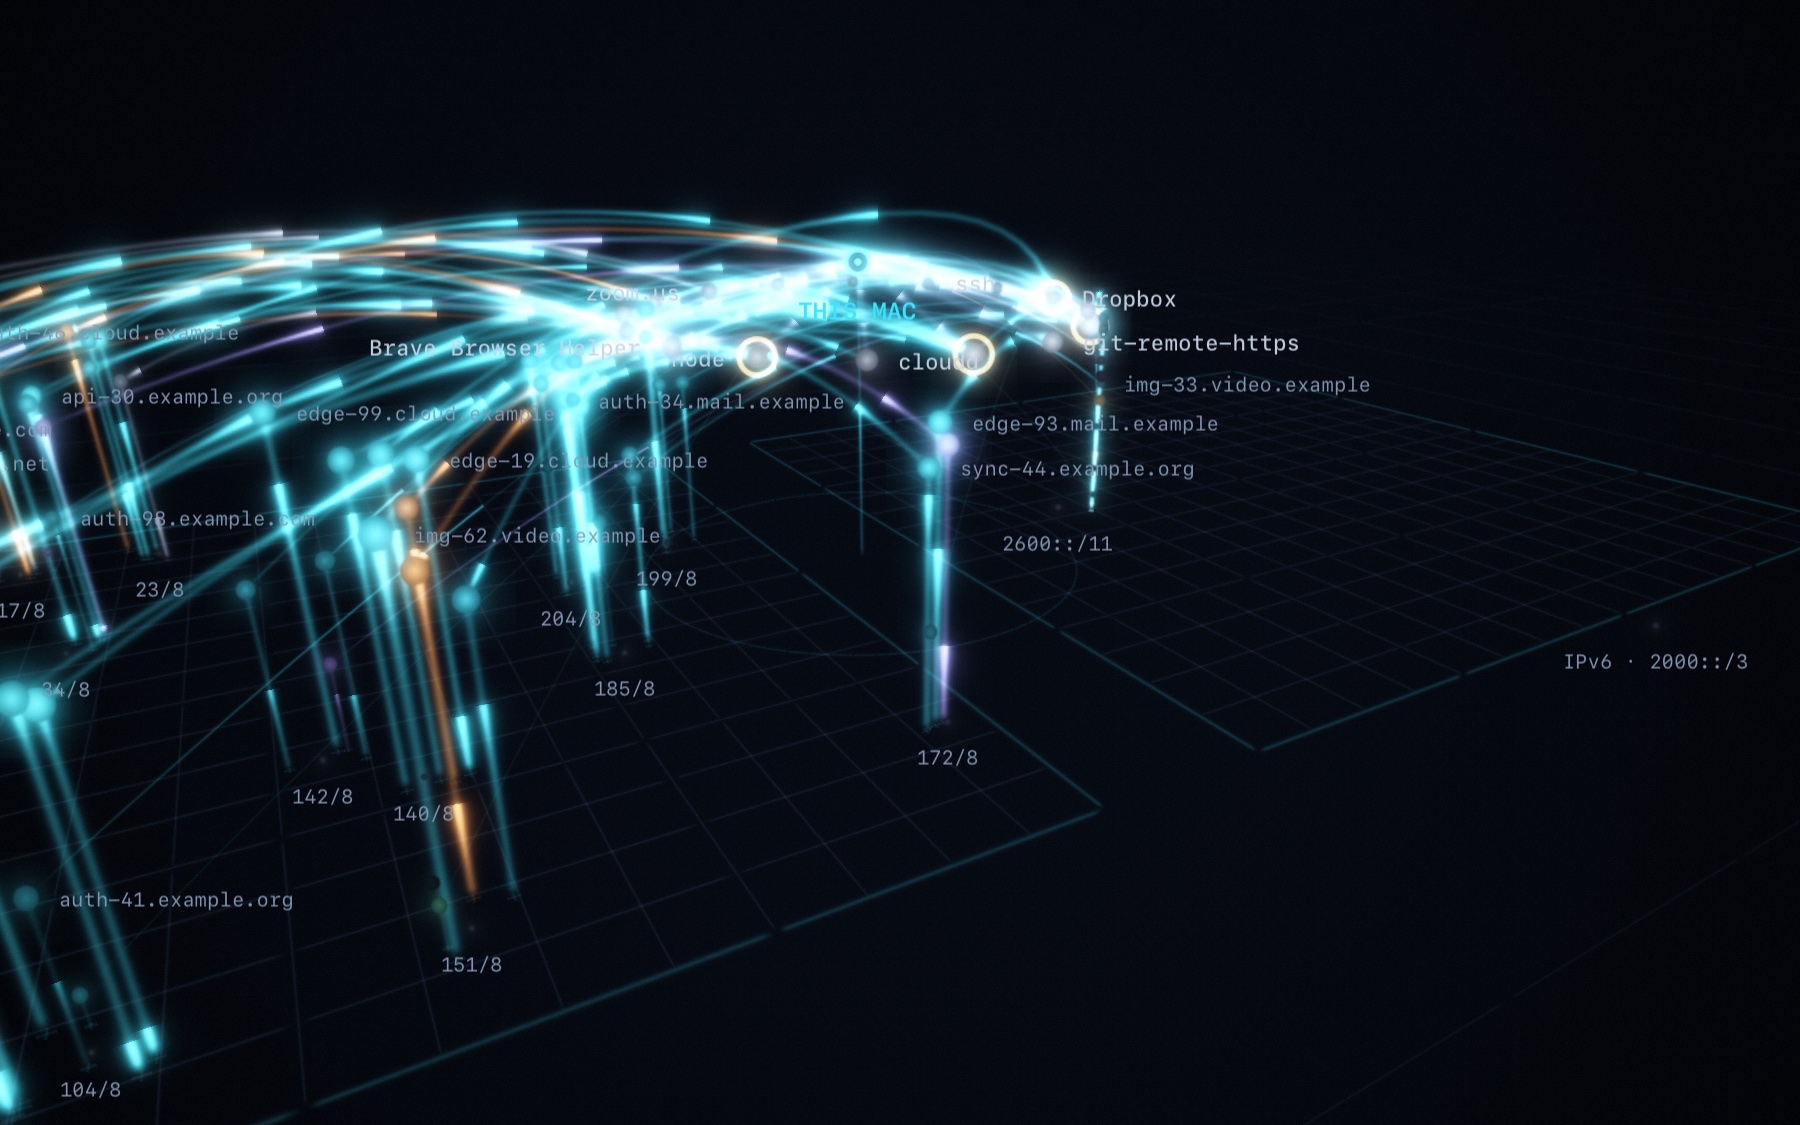 zoom.us
ssh
Dropbox
THIS MAC
cloud.example
Brave Browser Helper
node
cloudd
git-remote-https
api-30.example.org
auth-34.mail.example
img-33.video.example
edge-99.cloud.example
edge-93.mail.example
.net
edge-19.cloud.example
sync-44.example.org
auth-98.example.com
img-62.video.example
2600::/11
23/8
199/8
17/8
204/8
IPv6 · 2000::/3
34/8
185/8
172/8
142/8
140/8
auth-41.example.org
151/8
104/8